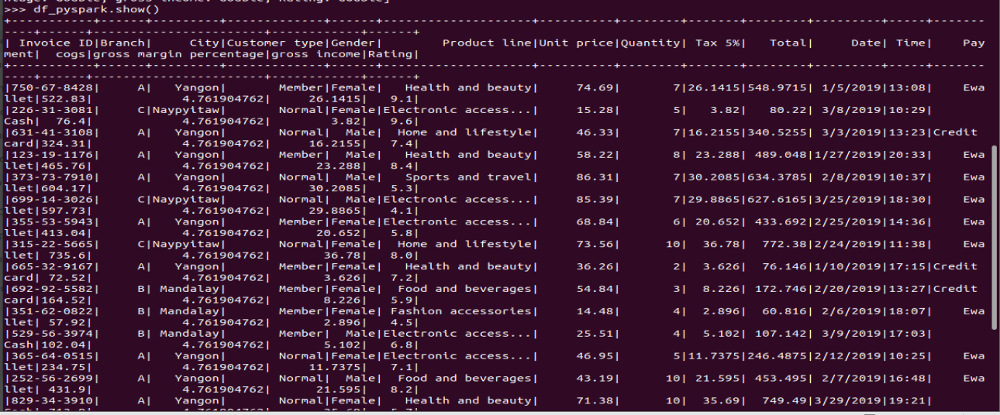 >>> df_pyspark.show()
+-----------+------+---------+-------------+------+--------------------+----------+--------+-------+--------+---------+-----+-------
----+------+-----------------------+------------+------+
| Invoice ID|Branch|     City|Customer type|Gender|        Product line|Unit price|Quantity| Tax 5%|   Total|     Date| Time|    Pay
ment|  cogs|gross margin percentage|gross income|Rating|
+-----------+------+---------+-------------+------+--------------------+----------+--------+-------+--------+---------+-----+-------
----+------+-----------------------+------------+------+
|750-67-8428|     A|   Yangon|       Member|Female|   Health and beauty|     74.69|       7|26.1415|548.9715| 1/5/2019|13:08|    Ewa
llet|522.83|            4.761904762|     26.1415|   9.1|
|226-31-3081|     C|Naypyitaw|       Normal|Female|Electronic access...|     15.28|       5|   3.82|   80.22| 3/8/2019|10:29|
Cash|  76.4|            4.761904762|        3.82|   9.6|
|631-41-3108|     A|   Yangon|       Normal|  Male|  Home and lifestyle|     46.33|       7|16.2155|340.5255| 3/3/2019|13:23|Credit
card|324.31|            4.761904762|     16.2155|   7.4|
|123-19-1176|     A|   Yangon|       Member|  Male|   Health and beauty|     58.22|       8| 23.288| 489.048|1/27/2019|20:33|    Ewa
llet|465.76|            4.761904762|      23.288|   8.4|
|373-73-7910|     A|   Yangon|       Normal|  Male|   Sports and travel|     86.31|       7|30.2085|634.3785| 2/8/2019|10:37|    Ewa
llet|604.17|            4.761904762|     30.2085|   5.3|
|699-14-3026|     C|Naypyitaw|       Normal|  Male|Electronic access...|     85.39|       7|29.8865|627.6165|3/25/2019|18:30|    Ewa
llet|597.73|            4.761904762|     29.8865|   4.1|
|355-53-5943|     A|   Yangon|       Member|Female|Electronic access...|     68.84|       6| 20.652| 433.692|2/25/2019|14:36|    Ewa
llet|413.04|            4.761904762|      20.652|   5.8|
|315-22-5665|     C|Naypyitaw|       Normal|Female|  Home and lifestyle|     73.56|      10|  36.78|  772.38|2/24/2019|11:38|    Ewa
llet| 735.6|            4.761904762|       36.78|   8.0|
|665-32-9167|     A|   Yangon|       Member|Female|   Health and beauty|     36.26|       2|  3.626|  76.146|1/10/2019|17:15|Credit
card| 72.52|            4.761904762|       3.626|   7.2|
|692-92-5582|     B| Mandalay|       Member|Female|  Food and beverages|     54.84|       3|  8.226| 172.746|2/20/2019|13:27|Credit
card|164.52|            4.761904762|       8.226|   5.9|
|351-62-0822|     B| Mandalay|       Member|Female| Fashion accessories|     14.48|       4|  2.896|  60.816| 2/6/2019|18:07|    Ewa
llet| 57.92|            4.761904762|       2.896|   4.5|
|529-56-3974|     B| Mandalay|       Member|  Male|Electronic access...|     25.51|       4|  5.102| 107.142| 3/9/2019|17:03|
Cash|102.04|            4.761904762|       5.102|   6.8|
|365-64-0515|     A|   Yangon|       Normal|Female|Electronic access...|     46.95|       5|11.7375|246.4875|2/12/2019|10:25|    Ewa
llet|234.75|            4.761904762|     11.7375|   7.1|
|252-56-2699|     A|   Yangon|       Normal|  Male|  Food and beverages|     43.19|      10| 21.595| 453.495| 2/7/2019|16:48|    Ewa
llet| 431.9|            4.761904762|      21.595|   8.2|
|829-34-3910|     A|   Yangon|       Normal|Female|   Health and beauty|     71.38|      10|  35.69|  749.49|3/29/2019|19:21|